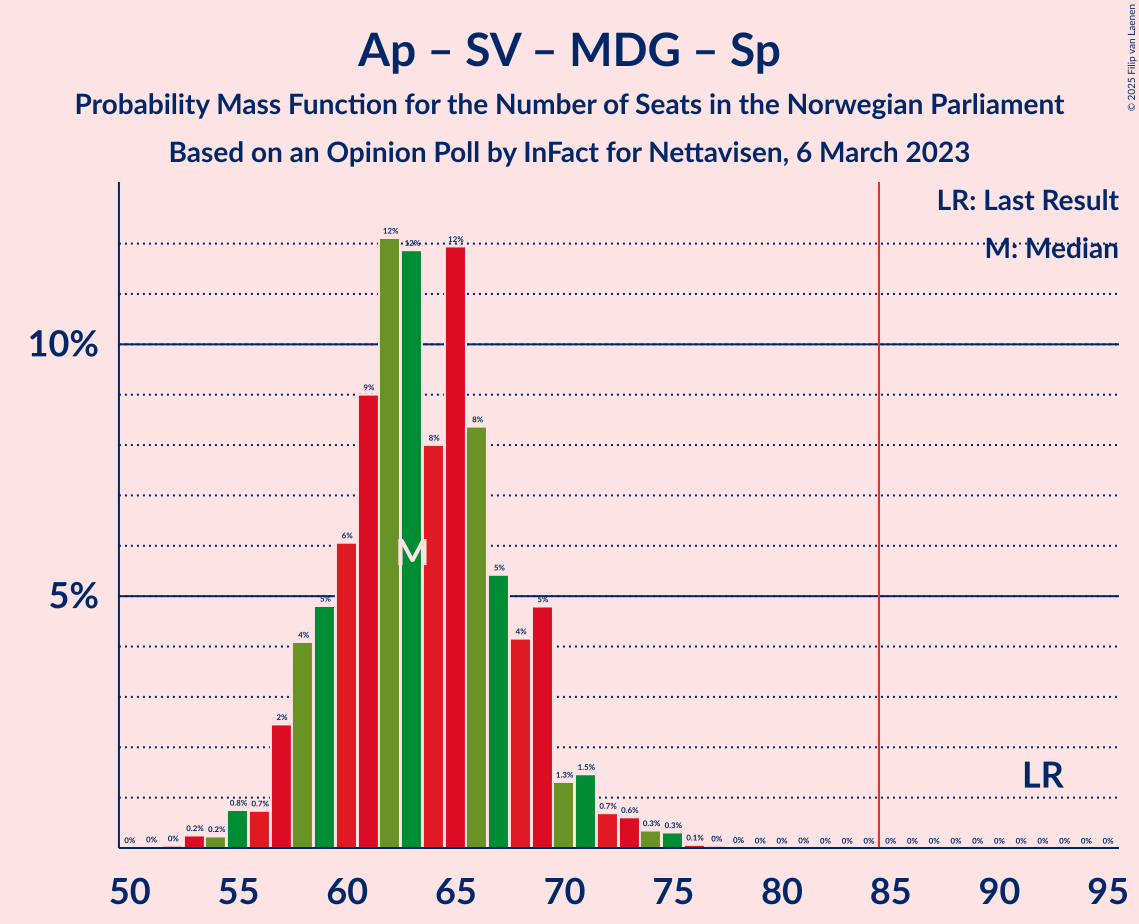 Ap – SV – MDG – Sp
Probability Mass Function for the Number of Seats in the Norwegian Parliament
Based on an Opinion Poll by InFact for Nettavisen, 6 March 2023
© 2025 Filip van Laenen
LR: Last Result
M: Median
10%
5%
0% 0% 0% 0.2% 0.2% 0.8% 0.7% 2% 4% 5% 6% 9% 12% 12% 8% 12% 8% 5% 4% 5% 1.3% 1.5% 0.7% 0.6% 0.3% 0.3% 0.1% 0% 0% 0% 0% 0% 0% 0% 0% 0% 0% 0% 0% 0% 0% 0% 0% 0% 0% 0%
M
LR
50 55 60 65 70 75 80 85 90 95